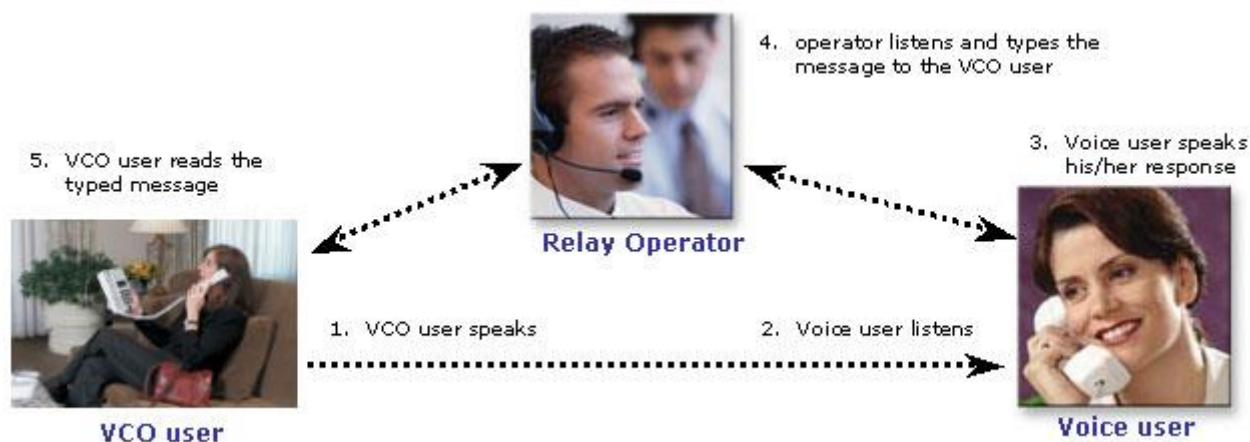 4. operator listens and types the
message to the VCO user
3. Voice user speaks
his/her response
5. VCO user reads the
typed message
Relay Operator
1. VCO user speaks
2. Voice user listens
VCO user
Voice user